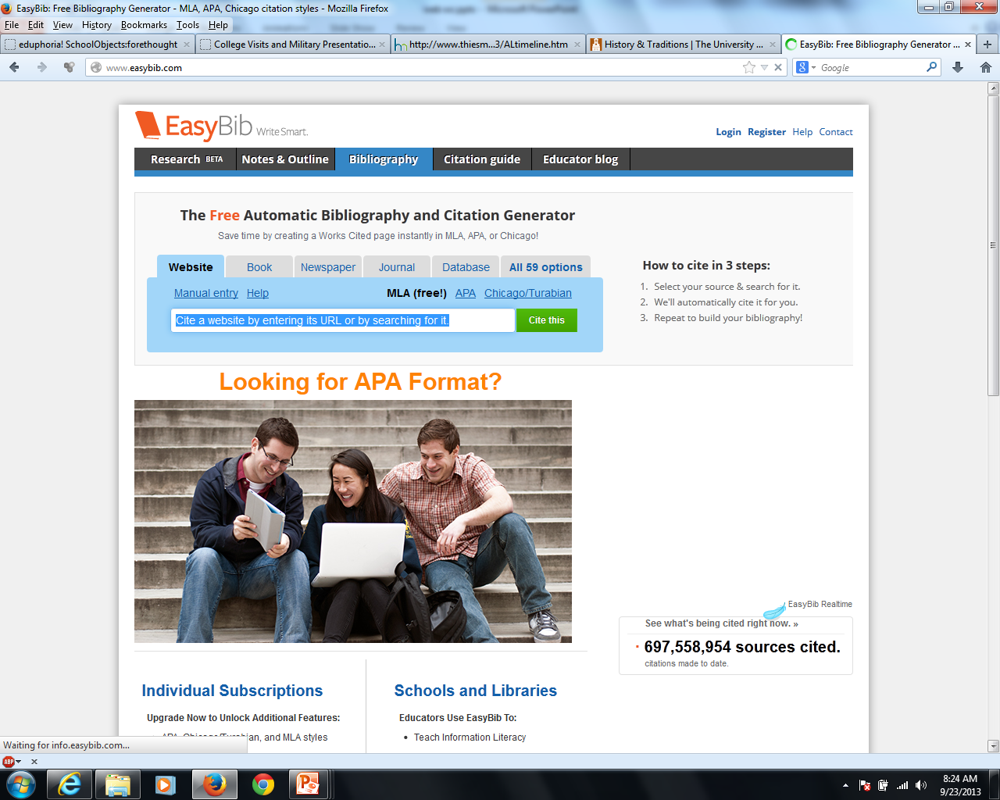 EasyBib: Free Bibliography Generator - MLA, APA, Chicago citation styles - Mozilla Firefox
File Edit View History Bookmarks Tools Help
eduphoria! SchoolObjects:forethought
College Visits and Military Presentatio...
http://www.thiesm...3/ALtimeline.htm
History & Traditions | The University ...
EasyBib: Free Bibliography Generator ...
www.easybib.com
Google
EasyBib Write Smart.
Login Register Help Contact
Research BETA Notes & Outline Bibliography Citation guide Educator blog
The Free Automatic Bibliography and Citation Generator
Save time by creating a Works Cited page instantly in MLA, APA, or Chicago!
Website Book Newspaper Journal Database All 59 options
Manual entry Help MLA (free!) APA Chicago/Turabian
Cite a website by entering its URL or by searching for it.
Cite this
How to cite in 3 steps:
1. Select your source & search for it.
2. We'll automatically cite it for you.
3. Repeat to build your bibliography!
Looking for APA Format?
EasyBib Realtime
See what's being cited right now. »
697,558,954 sources cited.
citations made to date.
Individual Subscriptions
Upgrade Now to Unlock Additional Features:
APA, Chicago/Turabian, and MLA styles
Schools and Libraries
Educators Use EasyBib To:
• Teach Information Literacy
Waiting for info.easybib.com...
ABP
8:24 AM
9/23/2013